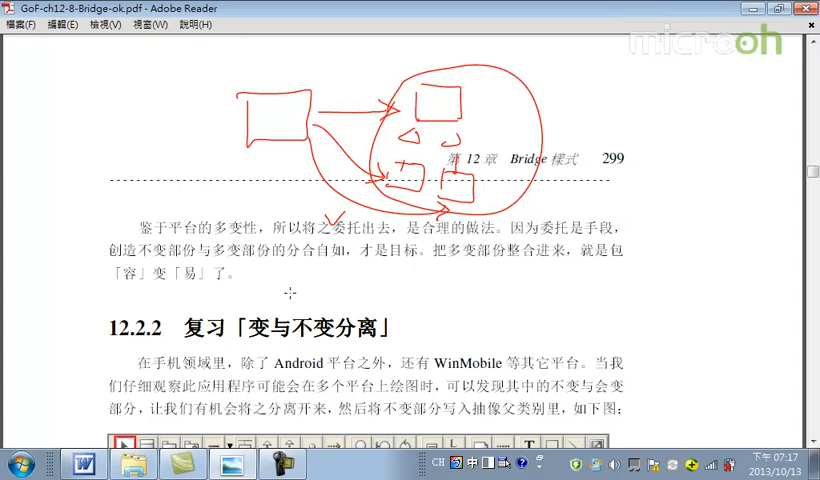 GoF-ch12-8-Bridge-ok.pdf - Adobe Reader
檔案(F) 編輯(E) 檢視(V) 視窗(W) 說明(H)
microoh
第 12 章 Bridge 樣式 299
鉴于平台的多变性，所以将之委托出去，是合理的做法。因为委托是手段，
创造不变部份与多变部份的分合自如，才是目标。把多变部份整合进来，就是包
「容」变「易」了。
12.2.2 复习「变与不变分离」
在手机领域里，除了 Android 平台之外，还有 WinMobile 等其它平台。当我
们仔细观察此应用程序可能会在多个平台上绘图时，可以发现其中的不变与会变
部分，让我们有机会将之分离开来，然后将不变部分写入抽像父类别里，如下图：
CH 中
下午 07:17
2013/10/13